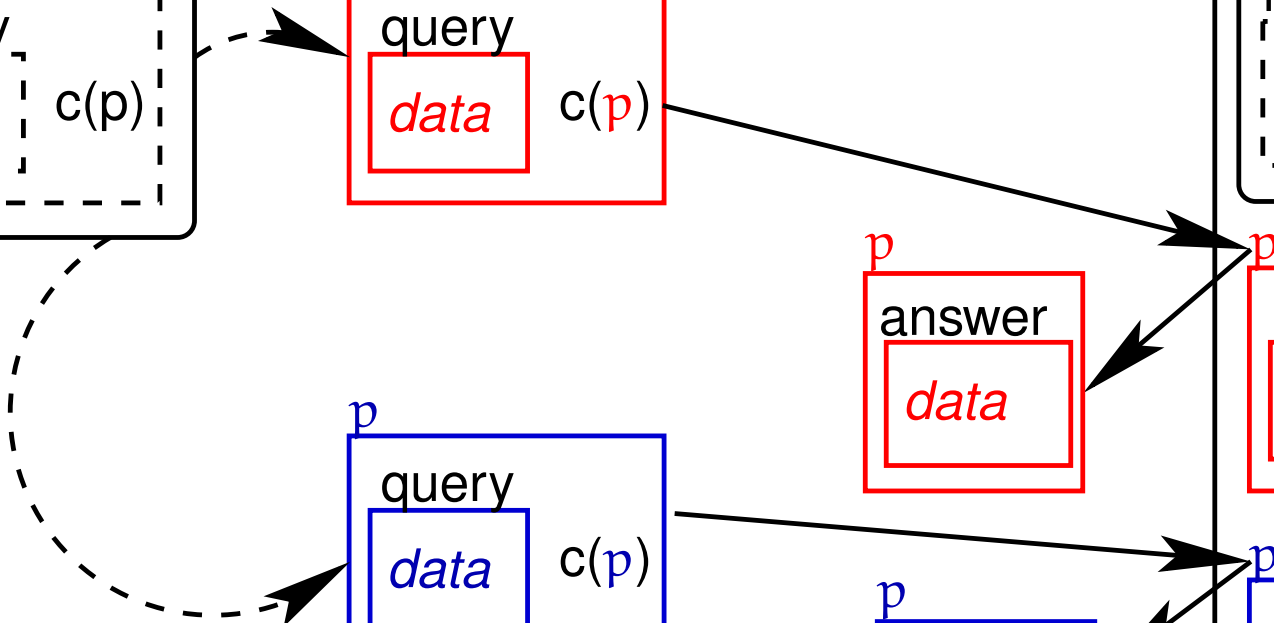 query
c(p)
data
c(p)
p
p
answer
data
p
query
data
c(p)
p
p